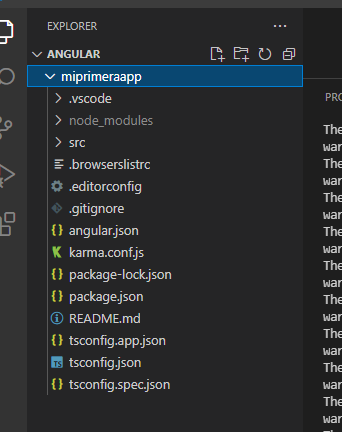 EXPLORER
ANGULAR
miprimeraapp
.vscode
node_modules
src
.browserslistrc
.editorconfig
.gitignore
angular.json
karma.conf.js
package-lock.json
package.json
README.md
tsconfig.app.json
tsconfig.json
tsconfig.spec.json
PRO
The
war
The
war
The
war
The
war
The
war
The
war
The
war
The
war
The
war
The